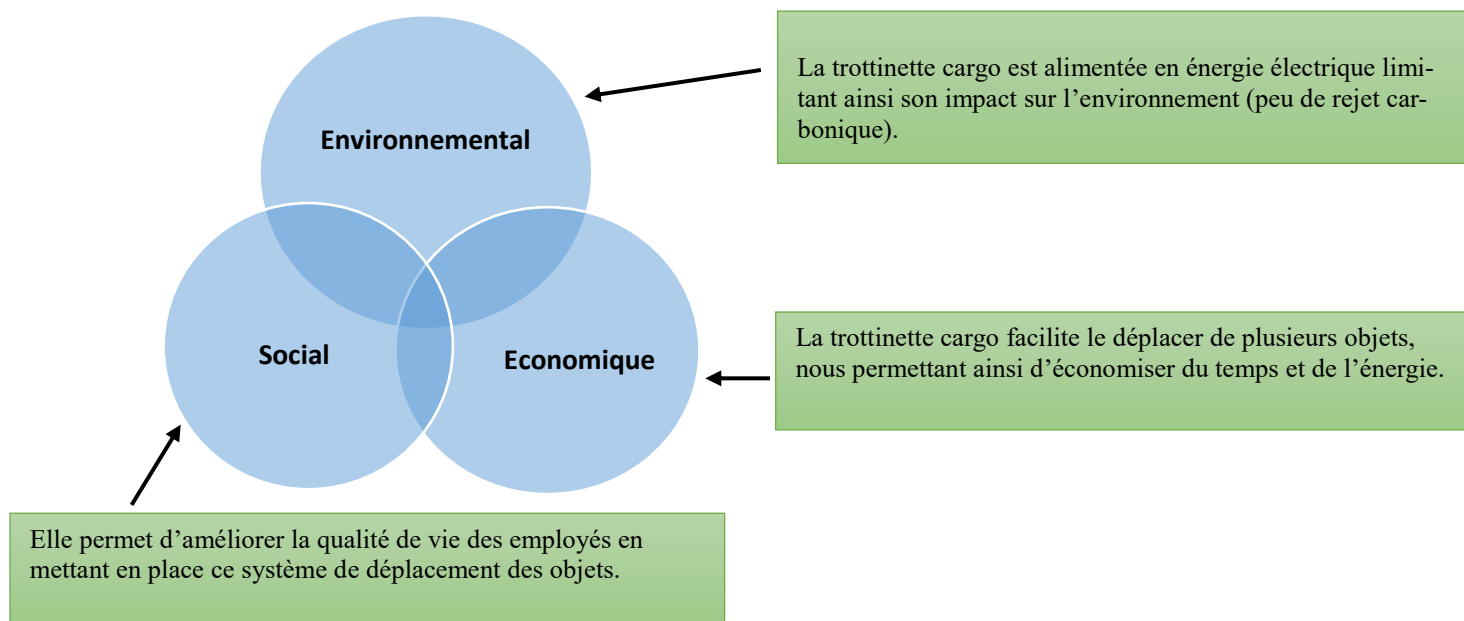 La trottinette cargo est alimentée en énergie électrique limi-
tant ainsi son impact sur l’environnement (peu de rejet car-
bonique).
Environnemental
La trottinette cargo facilite le déplacer de plusieurs objets,
nous permettant ainsi d’économiser du temps et de l’énergie.
Social
Economique
Elle permet d’améliorer la qualité de vie des employés en
mettant en place ce système de déplacement des objets.